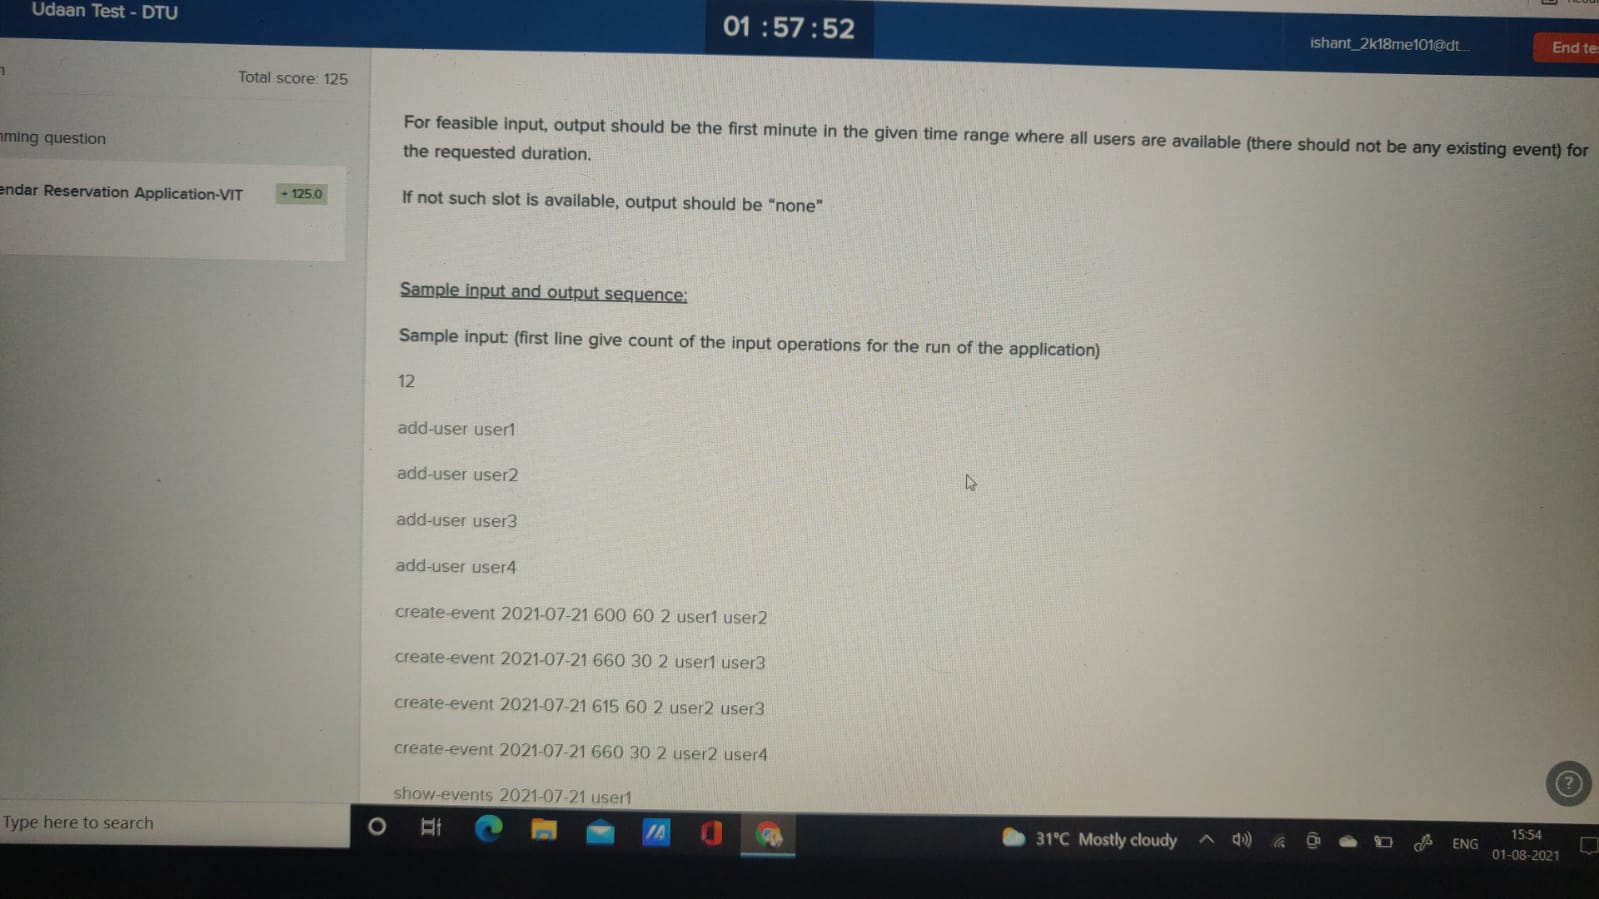 Udaan Test - DTU
01 : 57 : 52
ishant_2k18me101@dt...
End te
Total score: 125
mming question
endar Reservation Application-VIT
+ 125.0
For feasible input, output should be the first minute in the given time range where all users are available (there should not be any existing event) for
the requested duration.
If not such slot is available, output should be “none”
Sample input and output sequence:
Sample input: (first line give count of the input operations for the run of the application)
12
add-user user1
add-user user2
add-user user3
add-user user4
create-event 2021-07-21 600 60 2 user1 user2
create-event 2021-07-21 660 30 2 user1 user3
create-event 2021-07-21 615 60 2 user2 user3
create-event 2021-07-21 660 30 2 user2 user4
show-events 2021-07-21 user1
?
Type here to search
31°C Mostly cloudy
ENG
15:54
01-08-2021